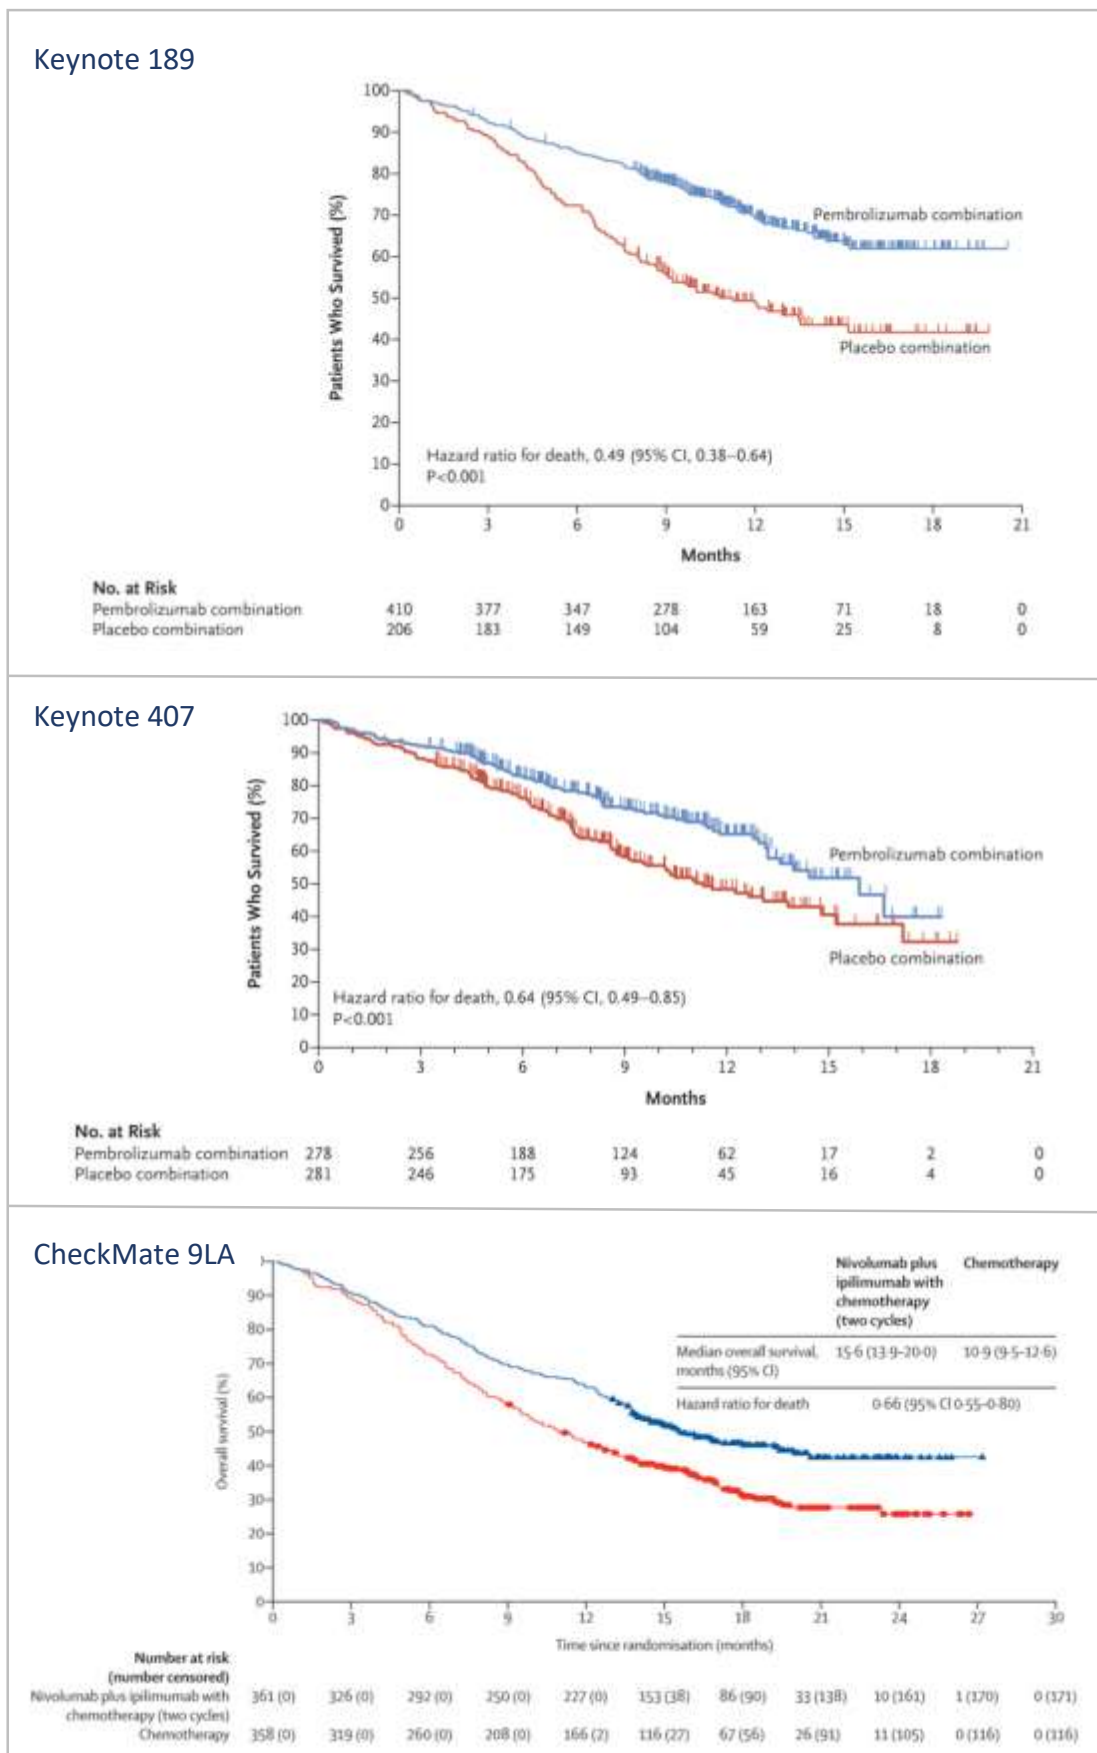 Keynote 189
100
90
80
70
60
50
40
30
20
10
0
Patients Who Survived (%)
Pembrolizumab combination
Placebo combination
Hazard ratio for death, 0.49 (95% CI, 0.38–0.64)
P<0.001
0 3 6 9 12 15 18 21
Months
No. at Risk
Pembrolizumab combination 410 377 347 278 163 71 18 0
Placebo combination 206 183 149 104 59 25 8 0
Keynote 407
100
90
80
70
60
50
40
30
20
10
0
Patients Who Survived (%)
Pembrolizumab combination
Placebo combination
Hazard ratio for death, 0.64 (95% CI, 0.49–0.85)
P<0.001
0 3 6 9 12 15 18 21
Months
No. at Risk
Pembrolizumab combination 278 256 188 124 62 17 2 0
Placebo combination 281 246 175 93 45 16 4 0
CheckMate 9LA
90
80
70
60
50
40
30
20
10
0
Overall survival (%)
Nivolumab plus Chemotherapy
ipilimumab with
chemotherapy
(two cycles)
Median overall survival, 15·6 (13·9–20·0) 10·9 (9·5–12·6)
months (95% CI)
Hazard ratio for death 0·66 (95% CI 0·55–0·80)
0 3 6 9 12 15 18 21 24 27 30
Time since randomisation (months)
Number at risk
(number censored)
Nivolumab plus ipilimumab with 361 (0) 326 (0) 292 (0) 250 (0) 227 (0) 153 (38) 86 (90) 33 (138) 10 (161) 1 (170) 0 (171)
chemotherapy (two cycles)
Chemotherapy 358 (0) 319 (0) 260 (0) 208 (0) 166 (2) 116 (27) 67 (56) 26 (91) 11 (105) 0 (116) 0 (116)